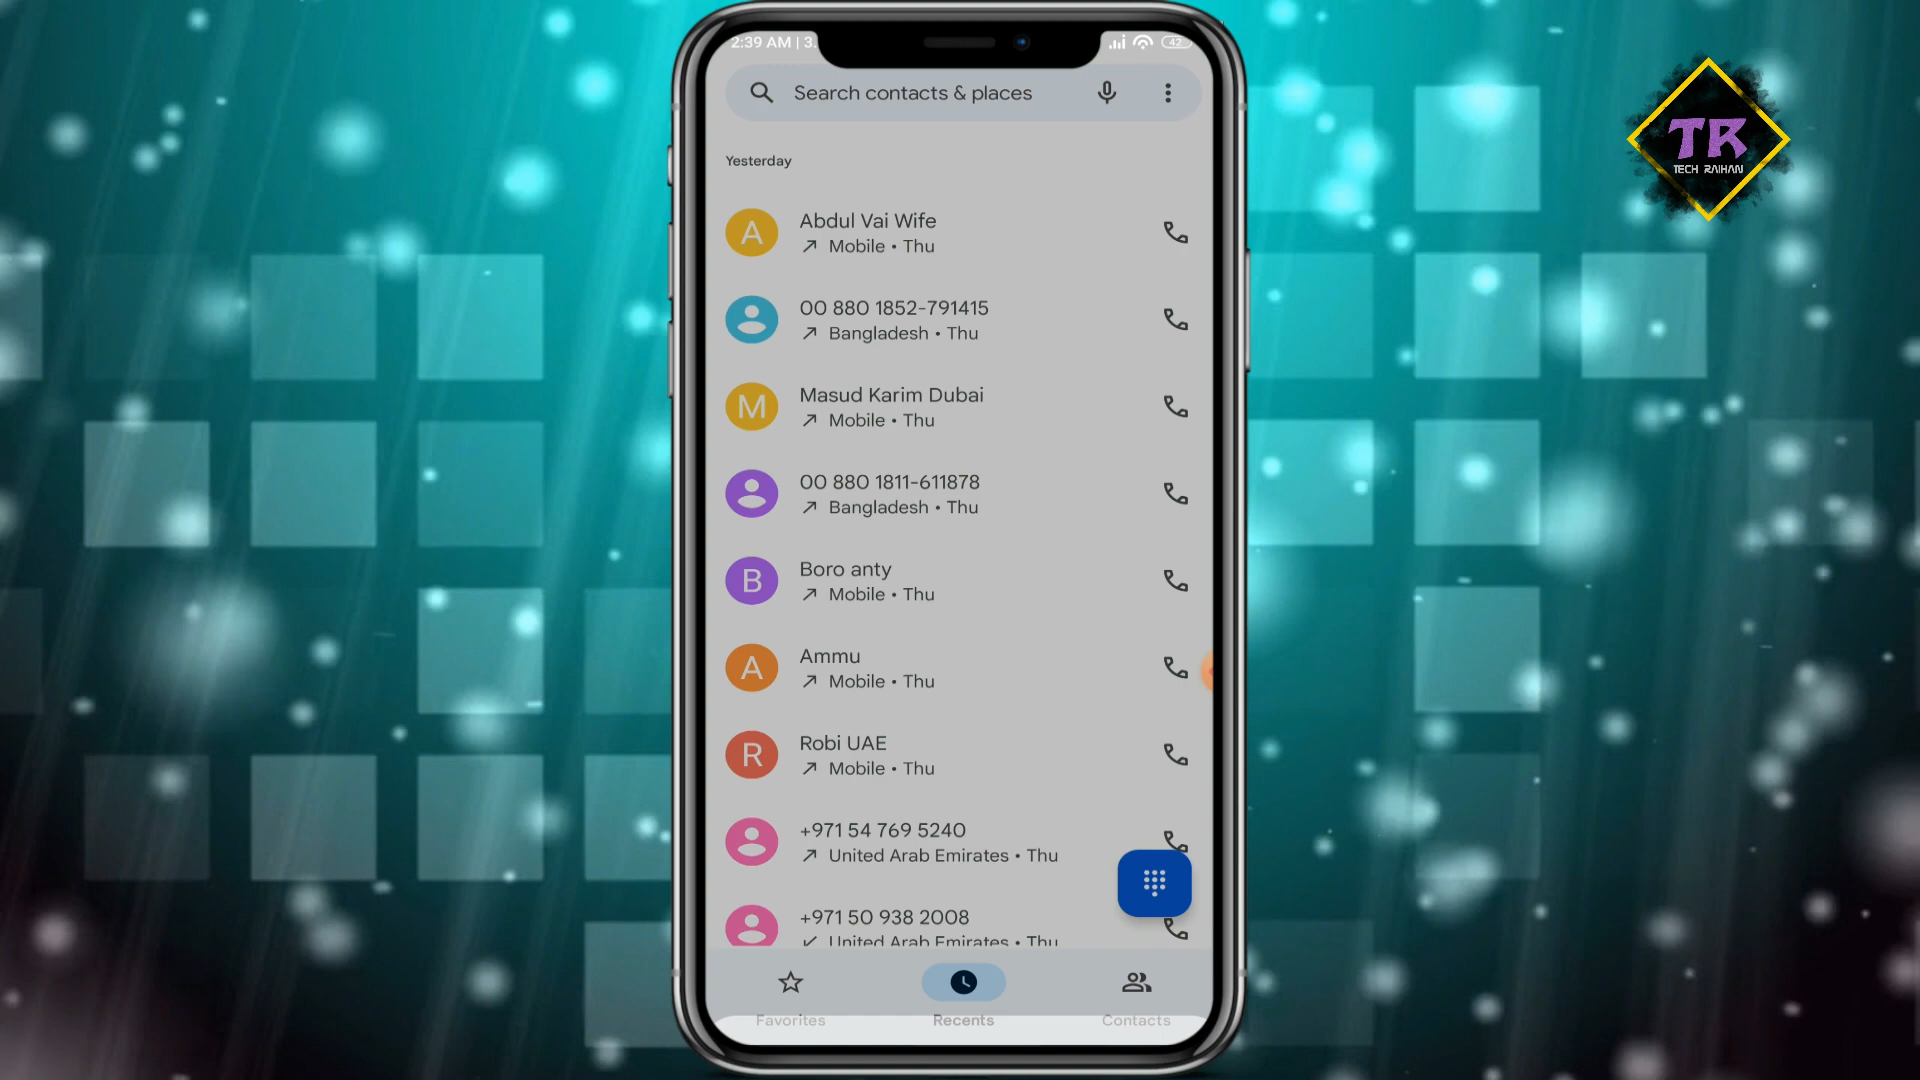 2:39 AM | 3.
42
Search contacts & places
TR
TECH RAIHAN
Yesterday
A
Abdul Vai Wife
Mobile • Thu
00 880 1852-791415
Bangladesh • Thu
M
Masud Karim Dubai
Mobile • Thu
00 880 1811-611878
Bangladesh • Thu
B
Boro anty
Mobile • Thu
A
Ammu
Mobile • Thu
R
Robi UAE
Mobile • Thu
+971 54 769 5240
United Arab Emirates • Thu
+971 50 938 2008
United Arab Emirates • Thu
Favorites
Recents
Contacts